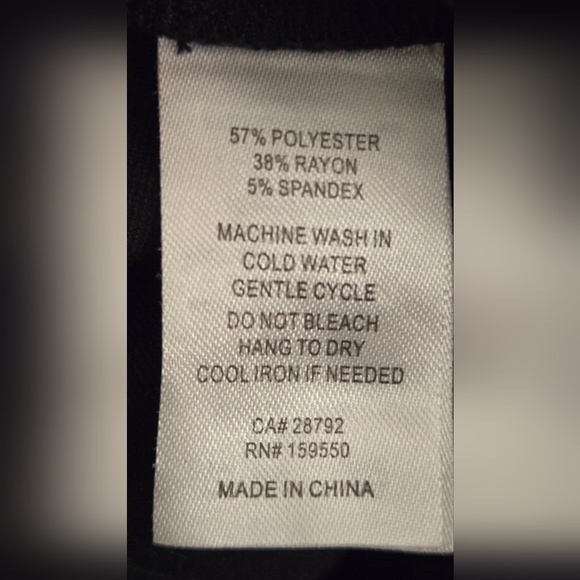 57% POLYESTER
38% RAYON
5% SPANDEX
MACHINE WASH IN
COLD WATER
GENTLE CYCLE
DO NOT BLEACH
HANG TO DRY
COOL IRON IF NEEDED
CA# 28792
RN# 159550
MADE IN CHINA